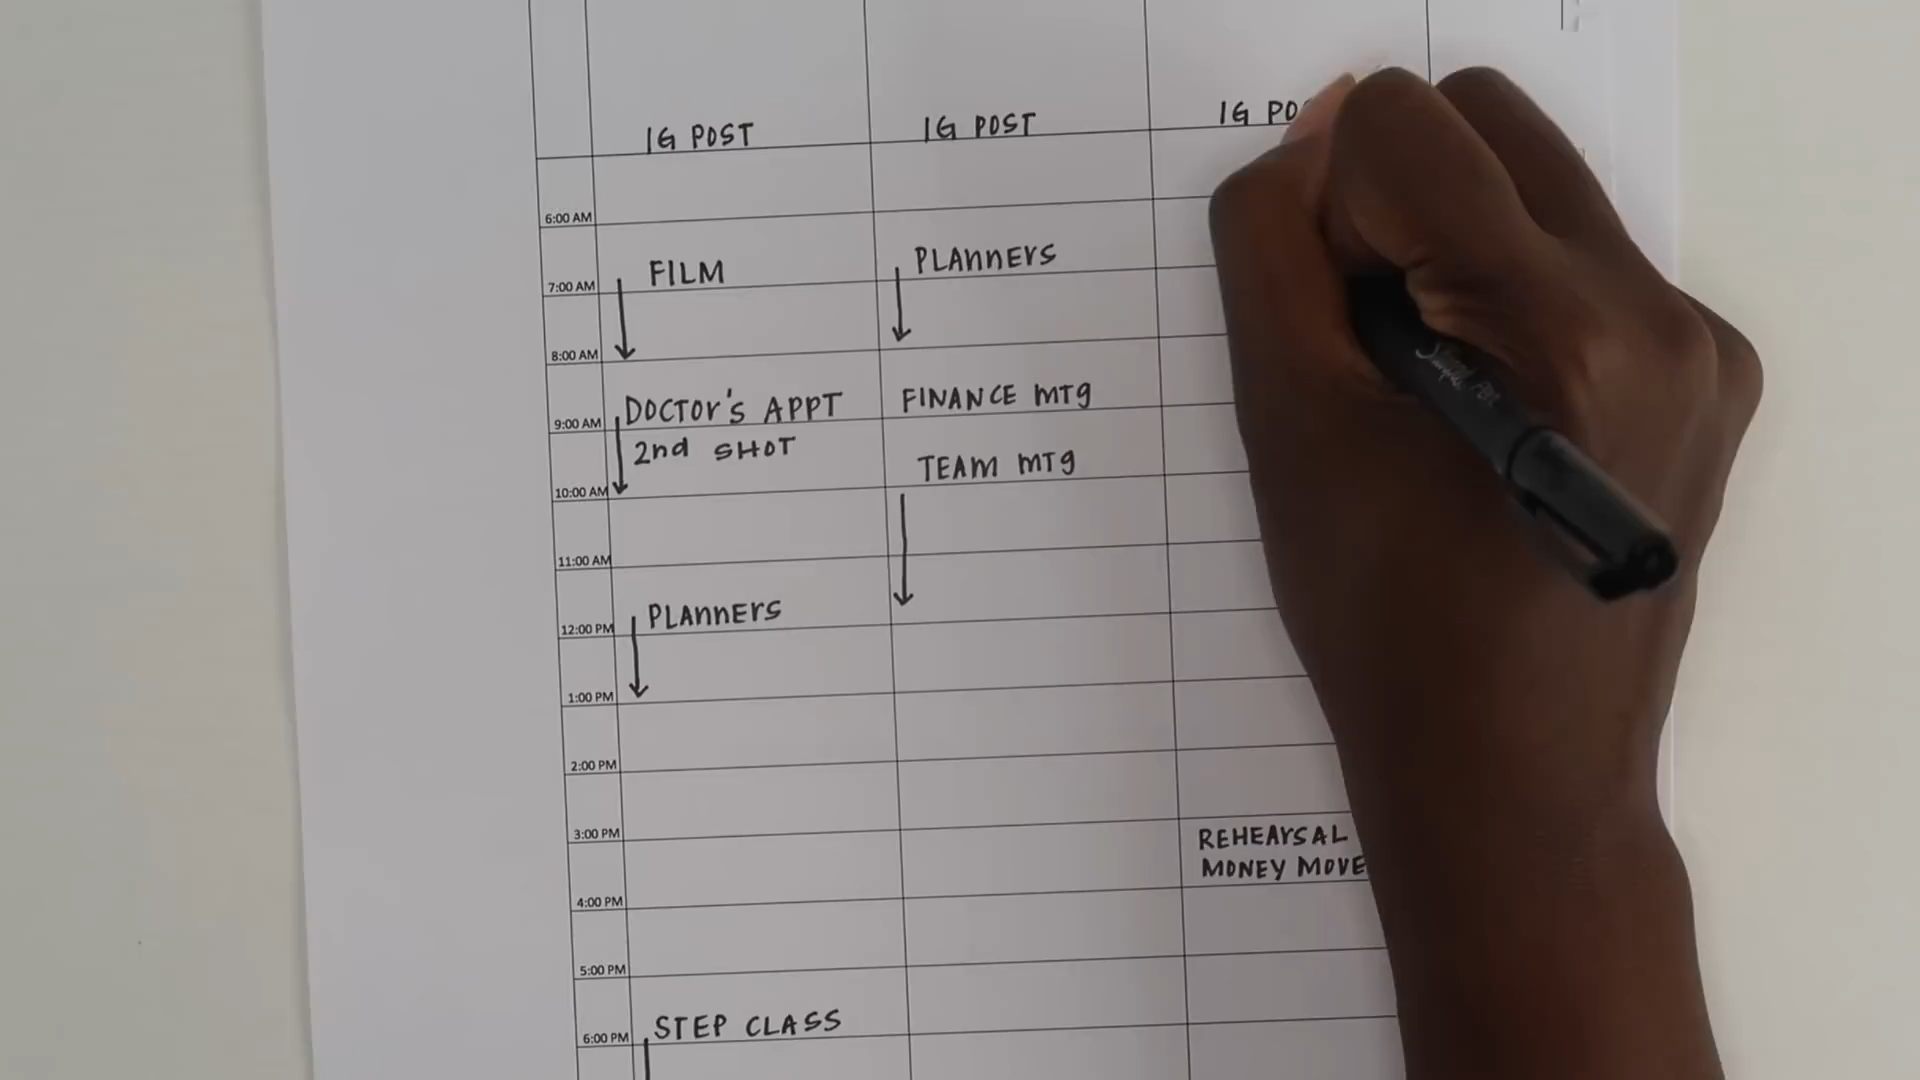 IG POST
IG POST
IG PO
6:00 AM
FILM
PLANNERS
7:00 AM
8:00 AM
DOCTOR'S APPT
FINANCE MTG
9:00 AM
2nd SHOT
TEAM MTG
10:00 AM
11:00 AM
PLANNERS
12:00 PM
1:00 PM
2:00 PM
3:00 PM
REHEARSAL
MONEY MOVE
4:00 PM
5:00 PM
STEP CLASS
6:00 PM